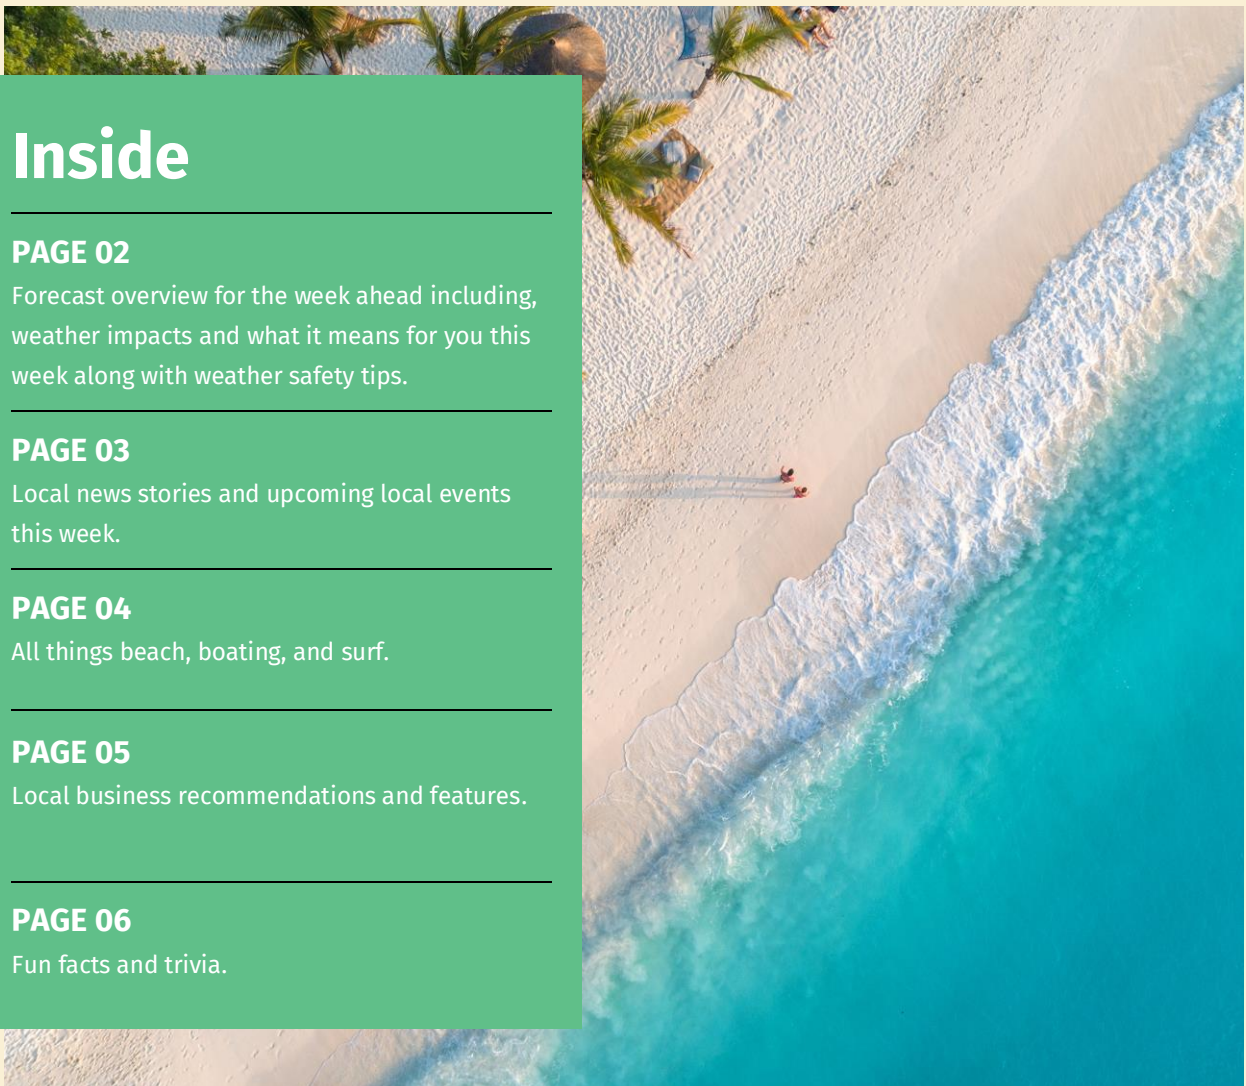 Inside
PAGE 02
Forecast overview for the week ahead including,
weather impacts and what it means for you this
week along with weather safety tips.
PAGE 03
Local news stories and upcoming local events
this week.
PAGE 04
All things beach, boating, and surf.
PAGE 05
Local business recommendations and features.
PAGE 06
Fun facts and trivia.